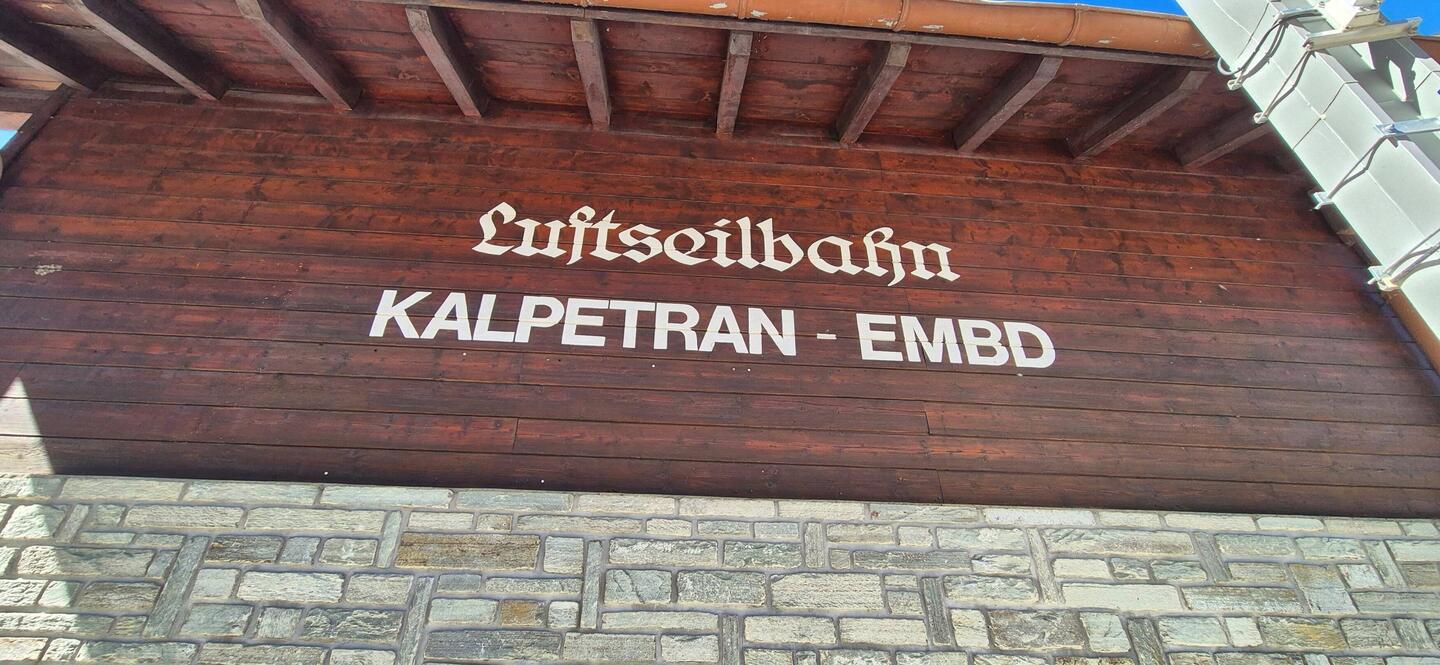 Luftseilbahn
KALPETRAN - EMBD